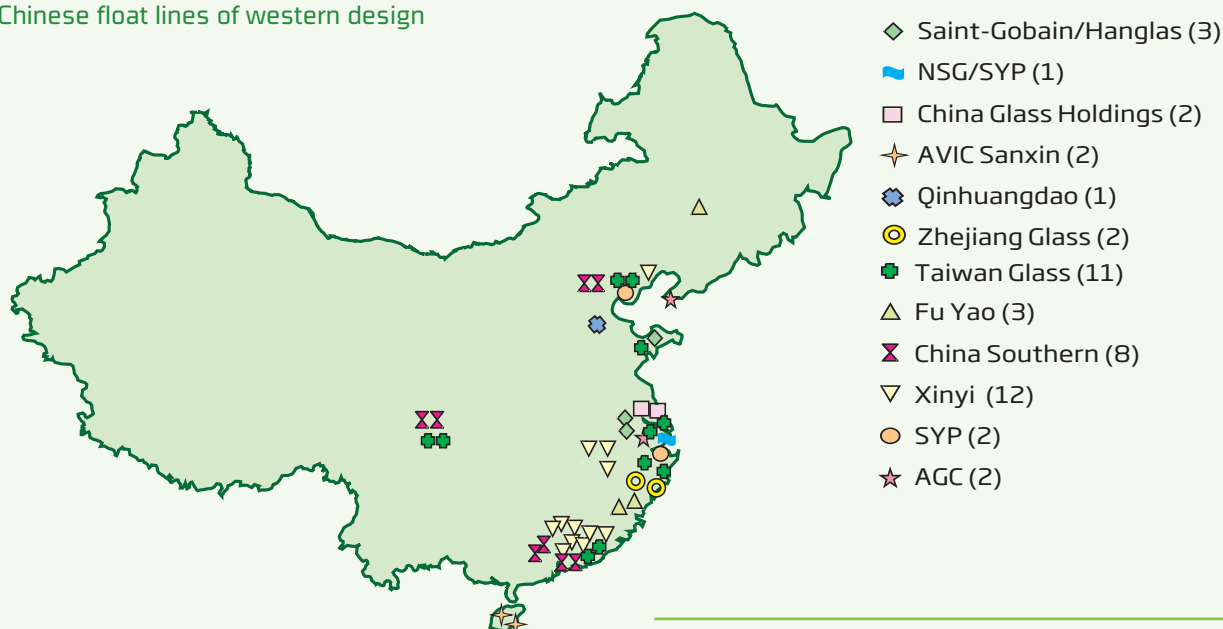 Chinese float lines of western design
Saint-Gobain/Hanglas (3)
NSG/SYP (1)
China Glass Holdings (2)
AVIC Sanxin (2)
Qinhuangdao (1)
Zhejiang Glass (2)
Taiwan Glass (11)
Fu Yao (3)
China Southern (8)
Xinyi (12)
SYP (2)
AGC (2)